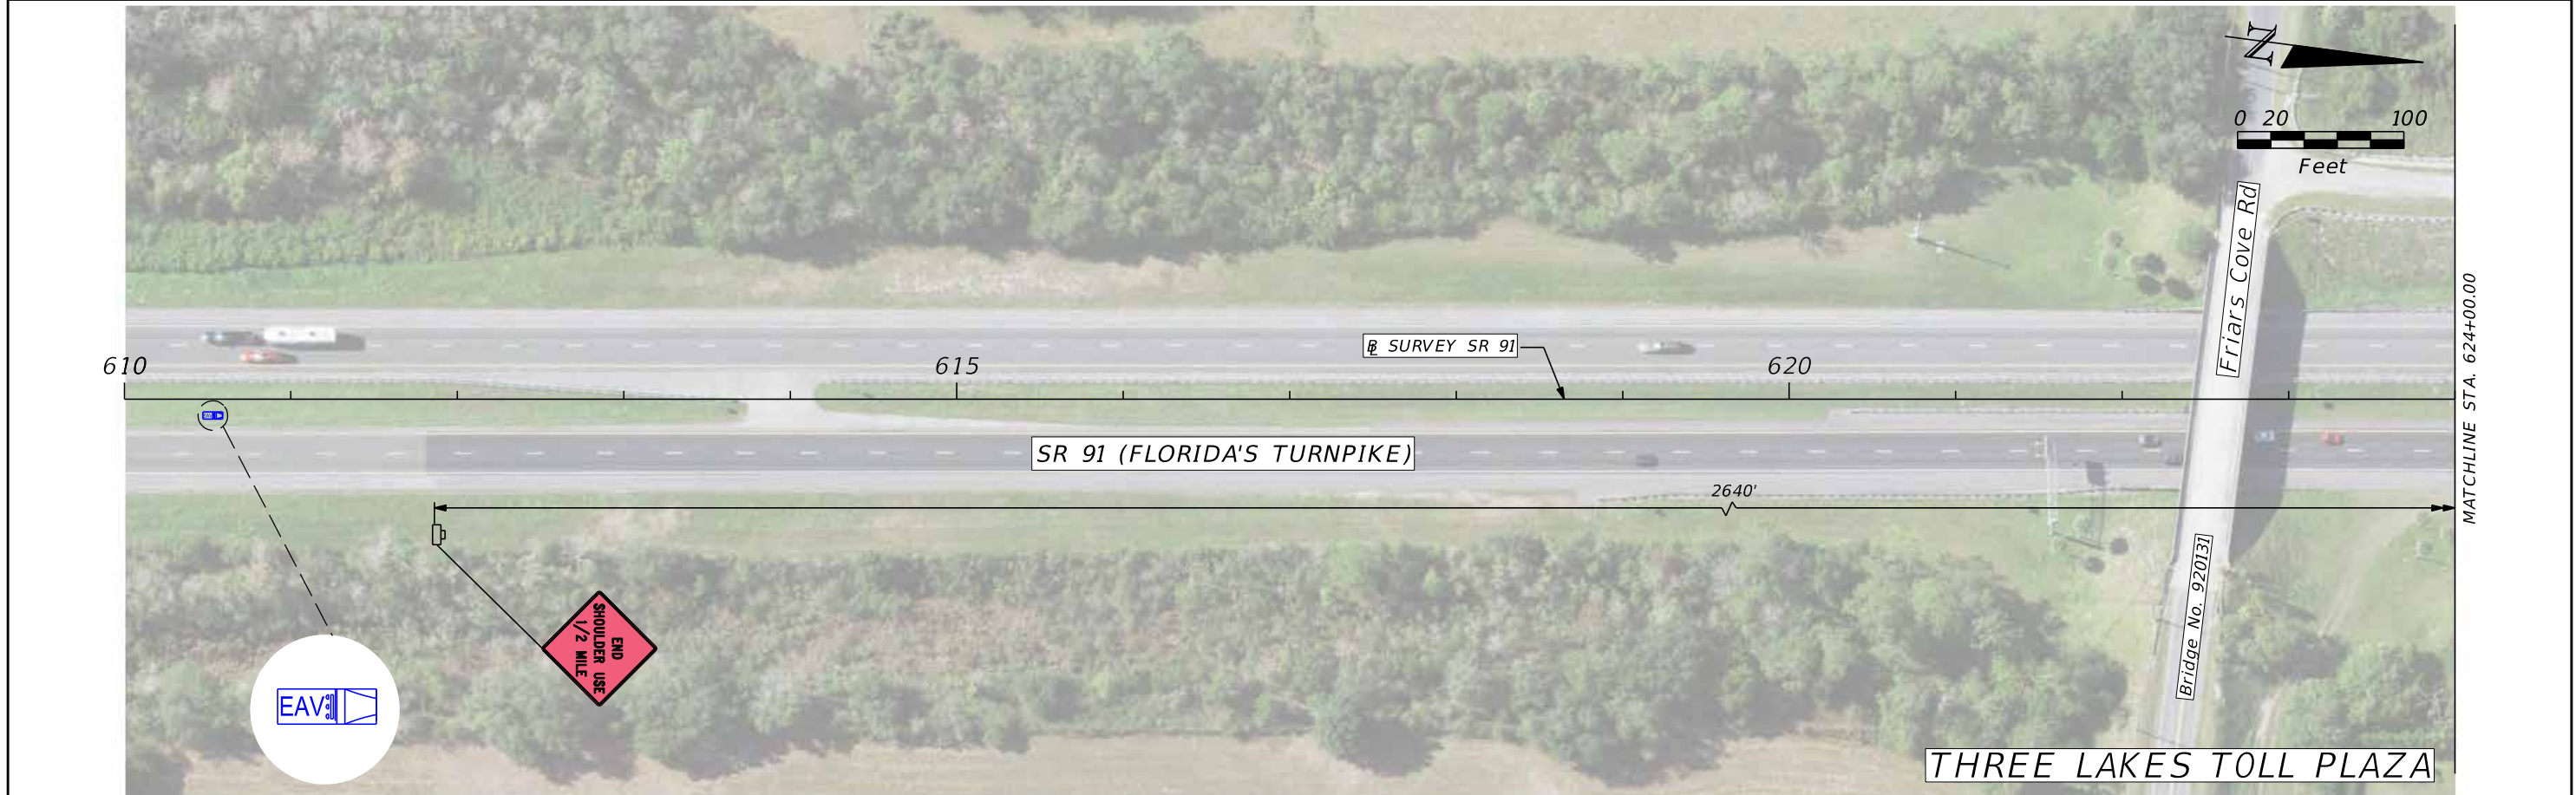 N
0 20 100
Feet
Friars Cove Rd
MATCHLINE STA. 624+00.00
610
615
620
BL SURVEY SR 91
SR 91 (FLORIDA'S TURNPIKE)
2640'
END
SHOULDER USE
1/2 MILE
EAV
Bridge No. 920131
THREE LAKES TOLL PLAZA